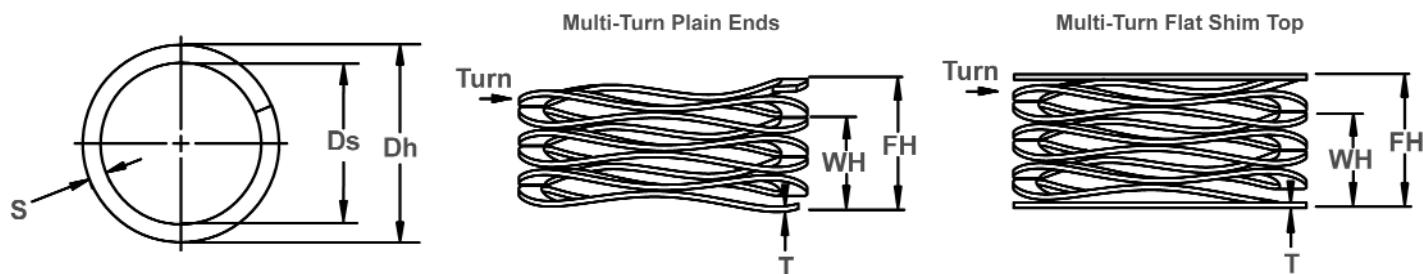 Multi-Turn Plain Ends
Multi-Turn Flat Shim Top
S
Ds
Dh
Turn
WH
FH
T
Turn
WH
FH
T